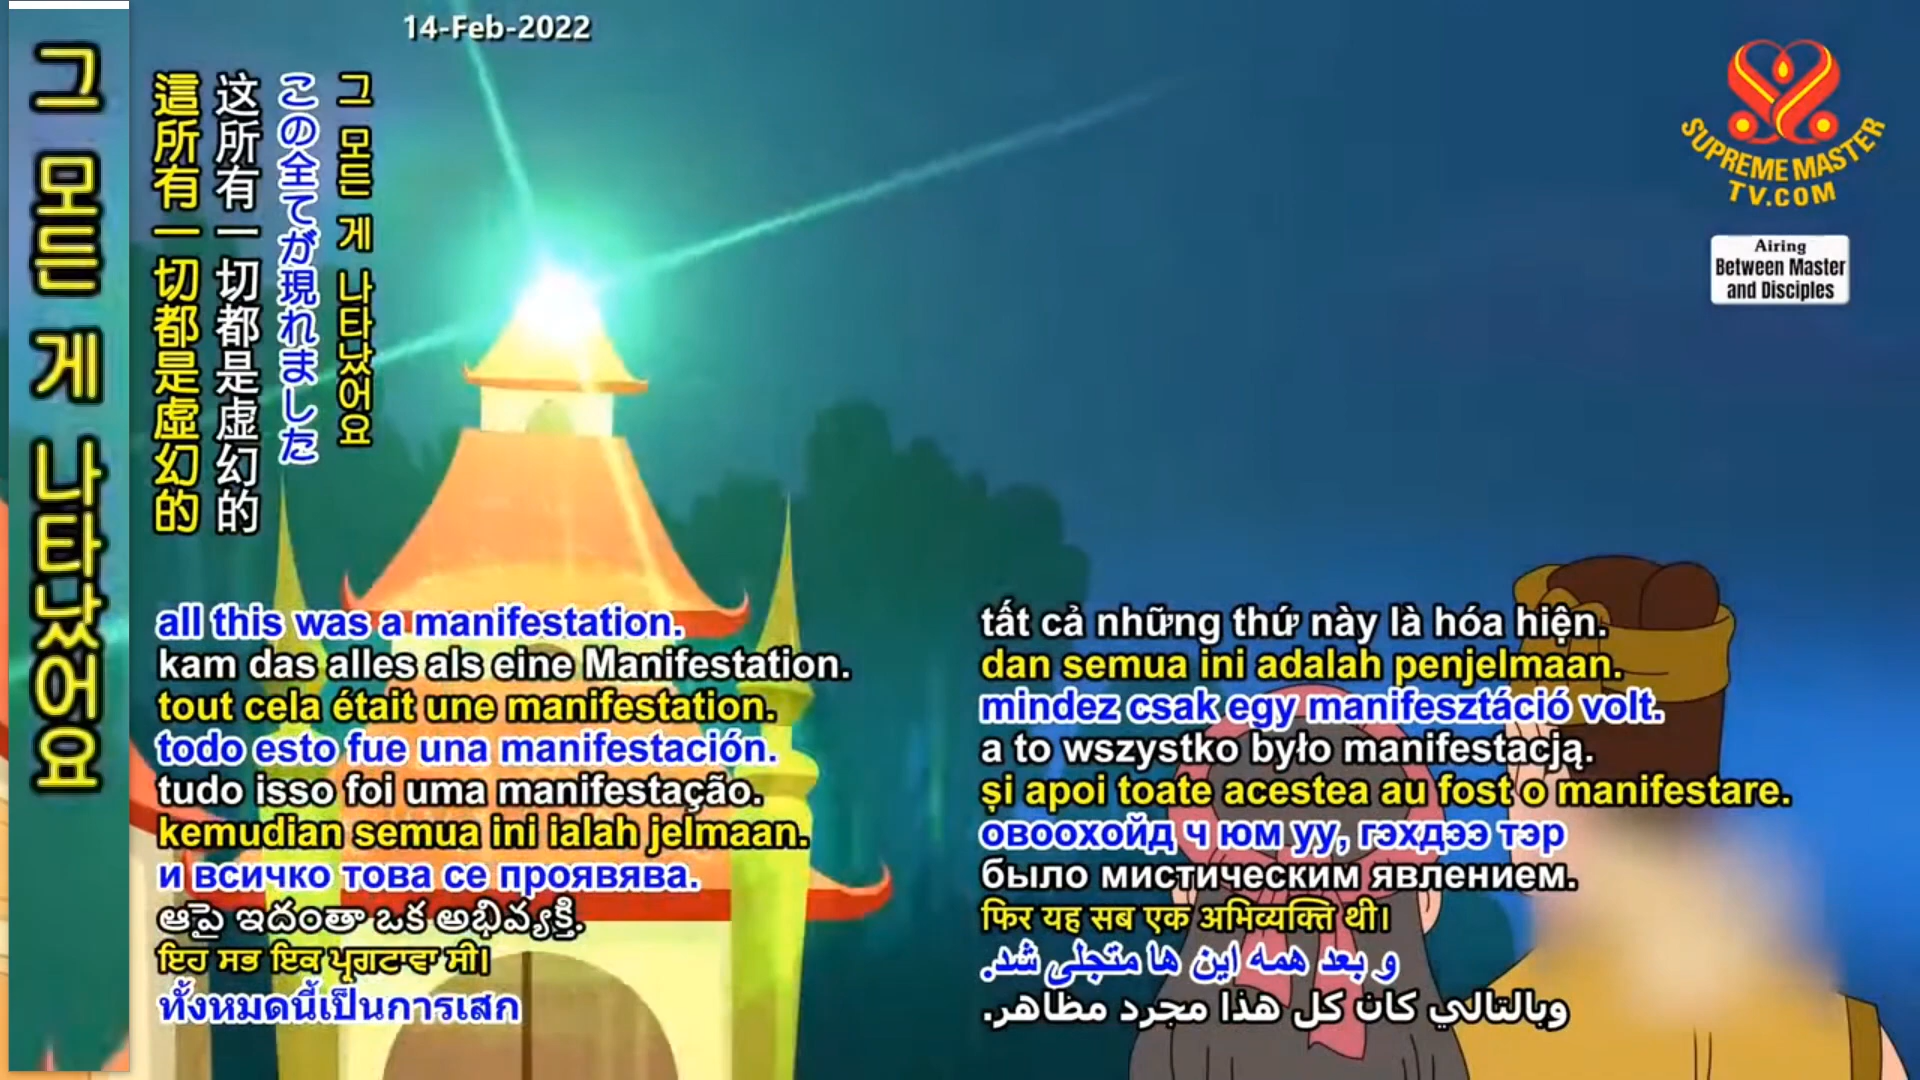 14-Feb-2022
그 모든 게 나타났어요
這所有一切都是虛幻的
这所有一切都是虚幻的
この全てが現れました
그 모든 게 나타났어요
SUPREME MASTER
TV.COM
Airing
Between Master
and Disciples
all this was a manifestation.
kam das alles als eine Manifestation.
tout cela était une manifestation.
todo esto fue una manifestación.
tudo isso foi uma manifestação.
kemudian semua ini ialah jelmaan.
и всичко това се проявява.
ఆపై ఇదంతా ఒక అభివ్యక్తి.
ਇਹ ਸਭ ਇਕ ਪ੍ਰਗਟਾਵਾ ਸੀ।
ทั้งหมดนี้เป็นการเสก
tất cả những thứ này là hóa hiện.
dan semua ini adalah penjelmaan.
mindez csak egy manifesztáció volt.
a to wszystko było manifestacją.
și apoi toate acestea au fost o manifestare.
овоохойд ч юм уу, гэхдээ тэр
было мистическим явлением.
फिर यह सब एक अभिव्यक्ति थी।
و بعد همه این ها متجلی شد.
وبالتالي كان كل هذا مجرد مظاهر.